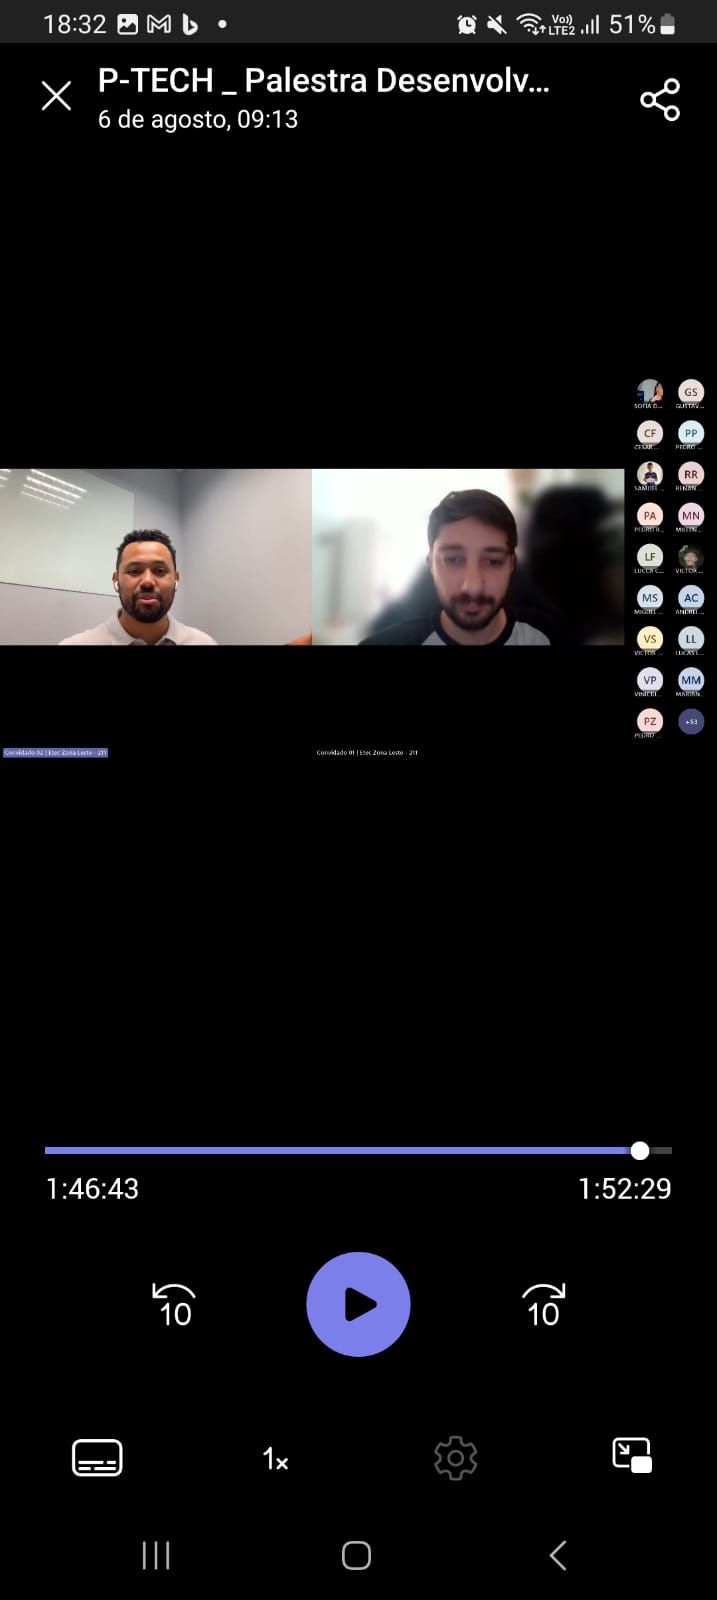 18:32
Vo)) LTE2 51%
P-TECH _ Palestra Desenvolv...
6 de agosto, 09:13
SOFIA D... GS GUSTAV...
CF CESAR ... PP PEDRO ...
SAMUEL ... RR RENAN ...
PA PEDRO R... MN
LF LUCCA C... VICTOR ...
MS MIGUEL ... AC ANDREI ...
VS VICTOR ... LL LUCAS L...
VP VINICIU... MM MARIAN...
PZ PEDRO ... +53
Convidado 02 | Etec Zona Leste - 211
Convidado 01 | Etec Zona Leste - 211
1:46:43
1:52:29
10
10
1x